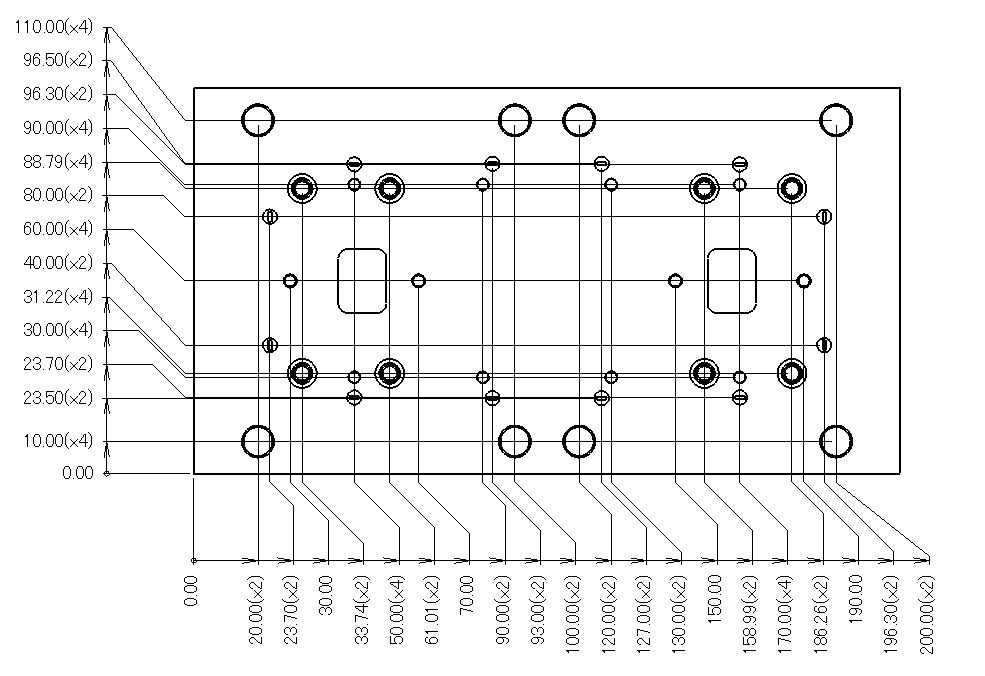 110.00(x4)
96.50(x2)
96.30(x2)
90.00(x4)
88.79(x4)
80.00(x2)
60.00(x4)
40.00(x2)
31.22(x4)
30.00(x4)
23.70(x2)
23.50(x2)
10.00(x4)
0.00
0.00
20.00(x2)
23.70(x2)
30.00
33.74(x2)
50.00(x4)
61.01(x2)
70.00
90.00(x2)
93.00(x2)
100.00(x2)
120.00(x2)
127.00(x2)
130.00(x2)
150.00
158.99(x2)
170.00(x4)
186.26(x2)
190.00
196.30(x2)
200.00(x2)